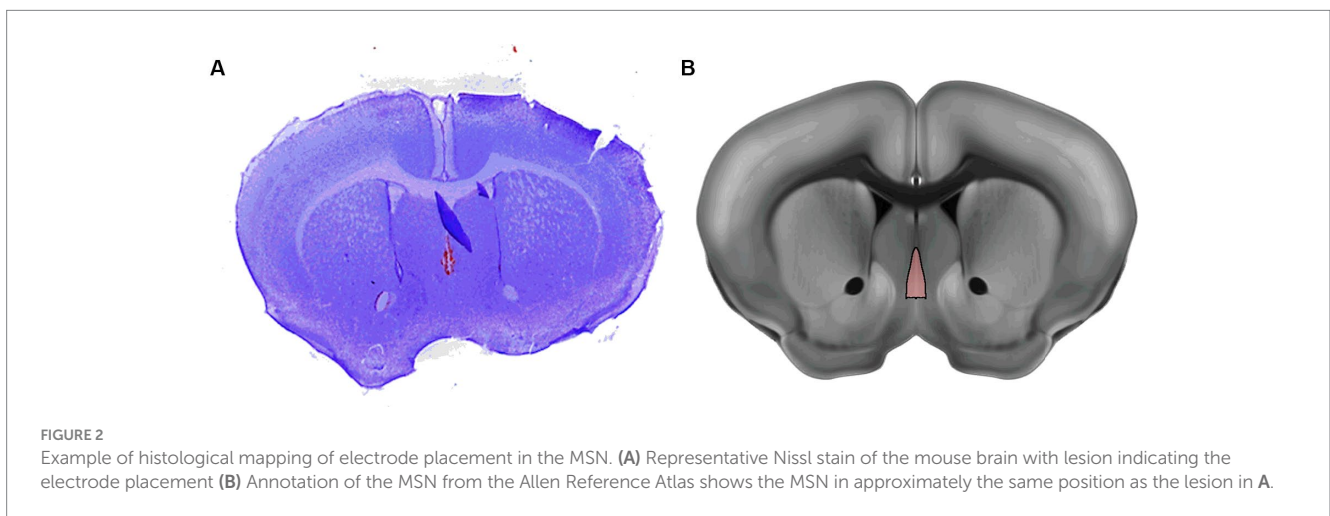 A
B
FIGURE 2
Example of histological mapping of electrode placement in the MSN. (A) Representative Nissl stain of the mouse brain with lesion indicating the
electrode placement (B) Annotation of the MSN from the Allen Reference Atlas shows the MSN in approximately the same position as the lesion in A.